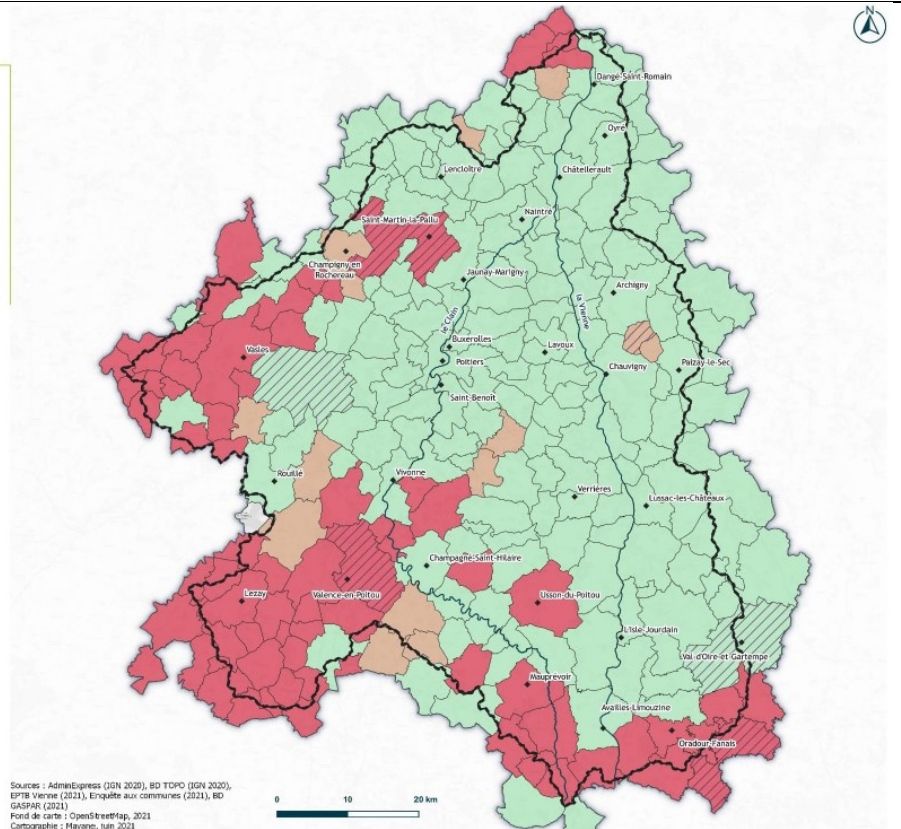 N
Dangé-Saint-Romain
Oyré
Lencloître
Châtellerault
Naintré
Saint-Martin-la-Pallu
Champigny en
Rochereau
Jaunay-Marigny
Archigny
le Clain
la Vienne
Buxerolles
Lavoux
Vasles
Poitiers
Chauvigny
Paizay-le-Sec
Saint-Benoît
Rouillé
Vivonne
Verrières
Lussac-les-Châteaux
Champagné-Saint-Hilaire
Lezay
Valence-en-Poitou
Usson-du-Poitou
L'Isle-Jourdain
Val-d'Oire-et-Gartempe
Mauprevoir
Availles-Limouzine
Oradour-Fanais
Sources : AdminExpress (IGN 2020), BD TOPO (IGN 2020),
EPTB Vienne (2021), Enquête aux communes (2021), BD
GASPAR (2021)
Fond de carte : OpenStreetMap, 2021
Cartographie : Mayane, juin 2021
0 10 20 km